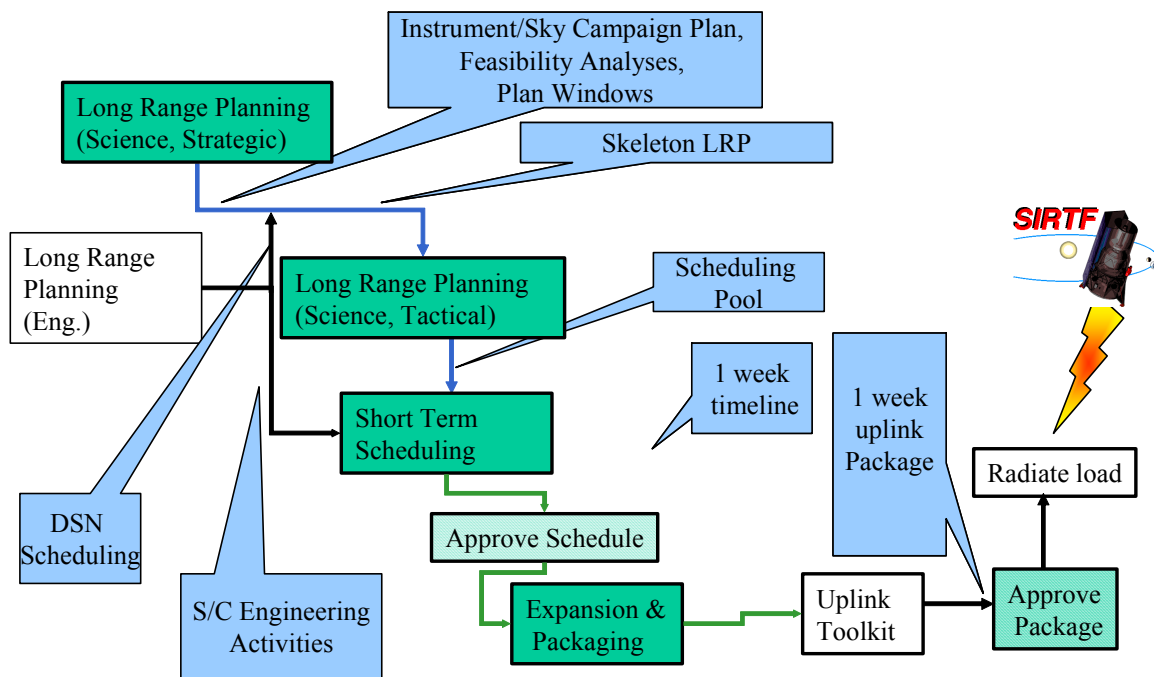 Instrument/Sky Campaign Plan,
Feasibility Analyses,
Plan Windows
Long Range Planning
(Science, Strategic)
Skeleton LRP
SIRTF
Long Range
Planning
(Eng.)
Long Range Planning
(Science, Tactical)
Scheduling
Pool
1 week
timeline
1 week
uplink
Package
Short Term
Scheduling
Radiate load
DSN
Scheduling
Approve Schedule
S/C Engineering
Activities
Expansion &
Packaging
Uplink
Toolkit
Approve
Package